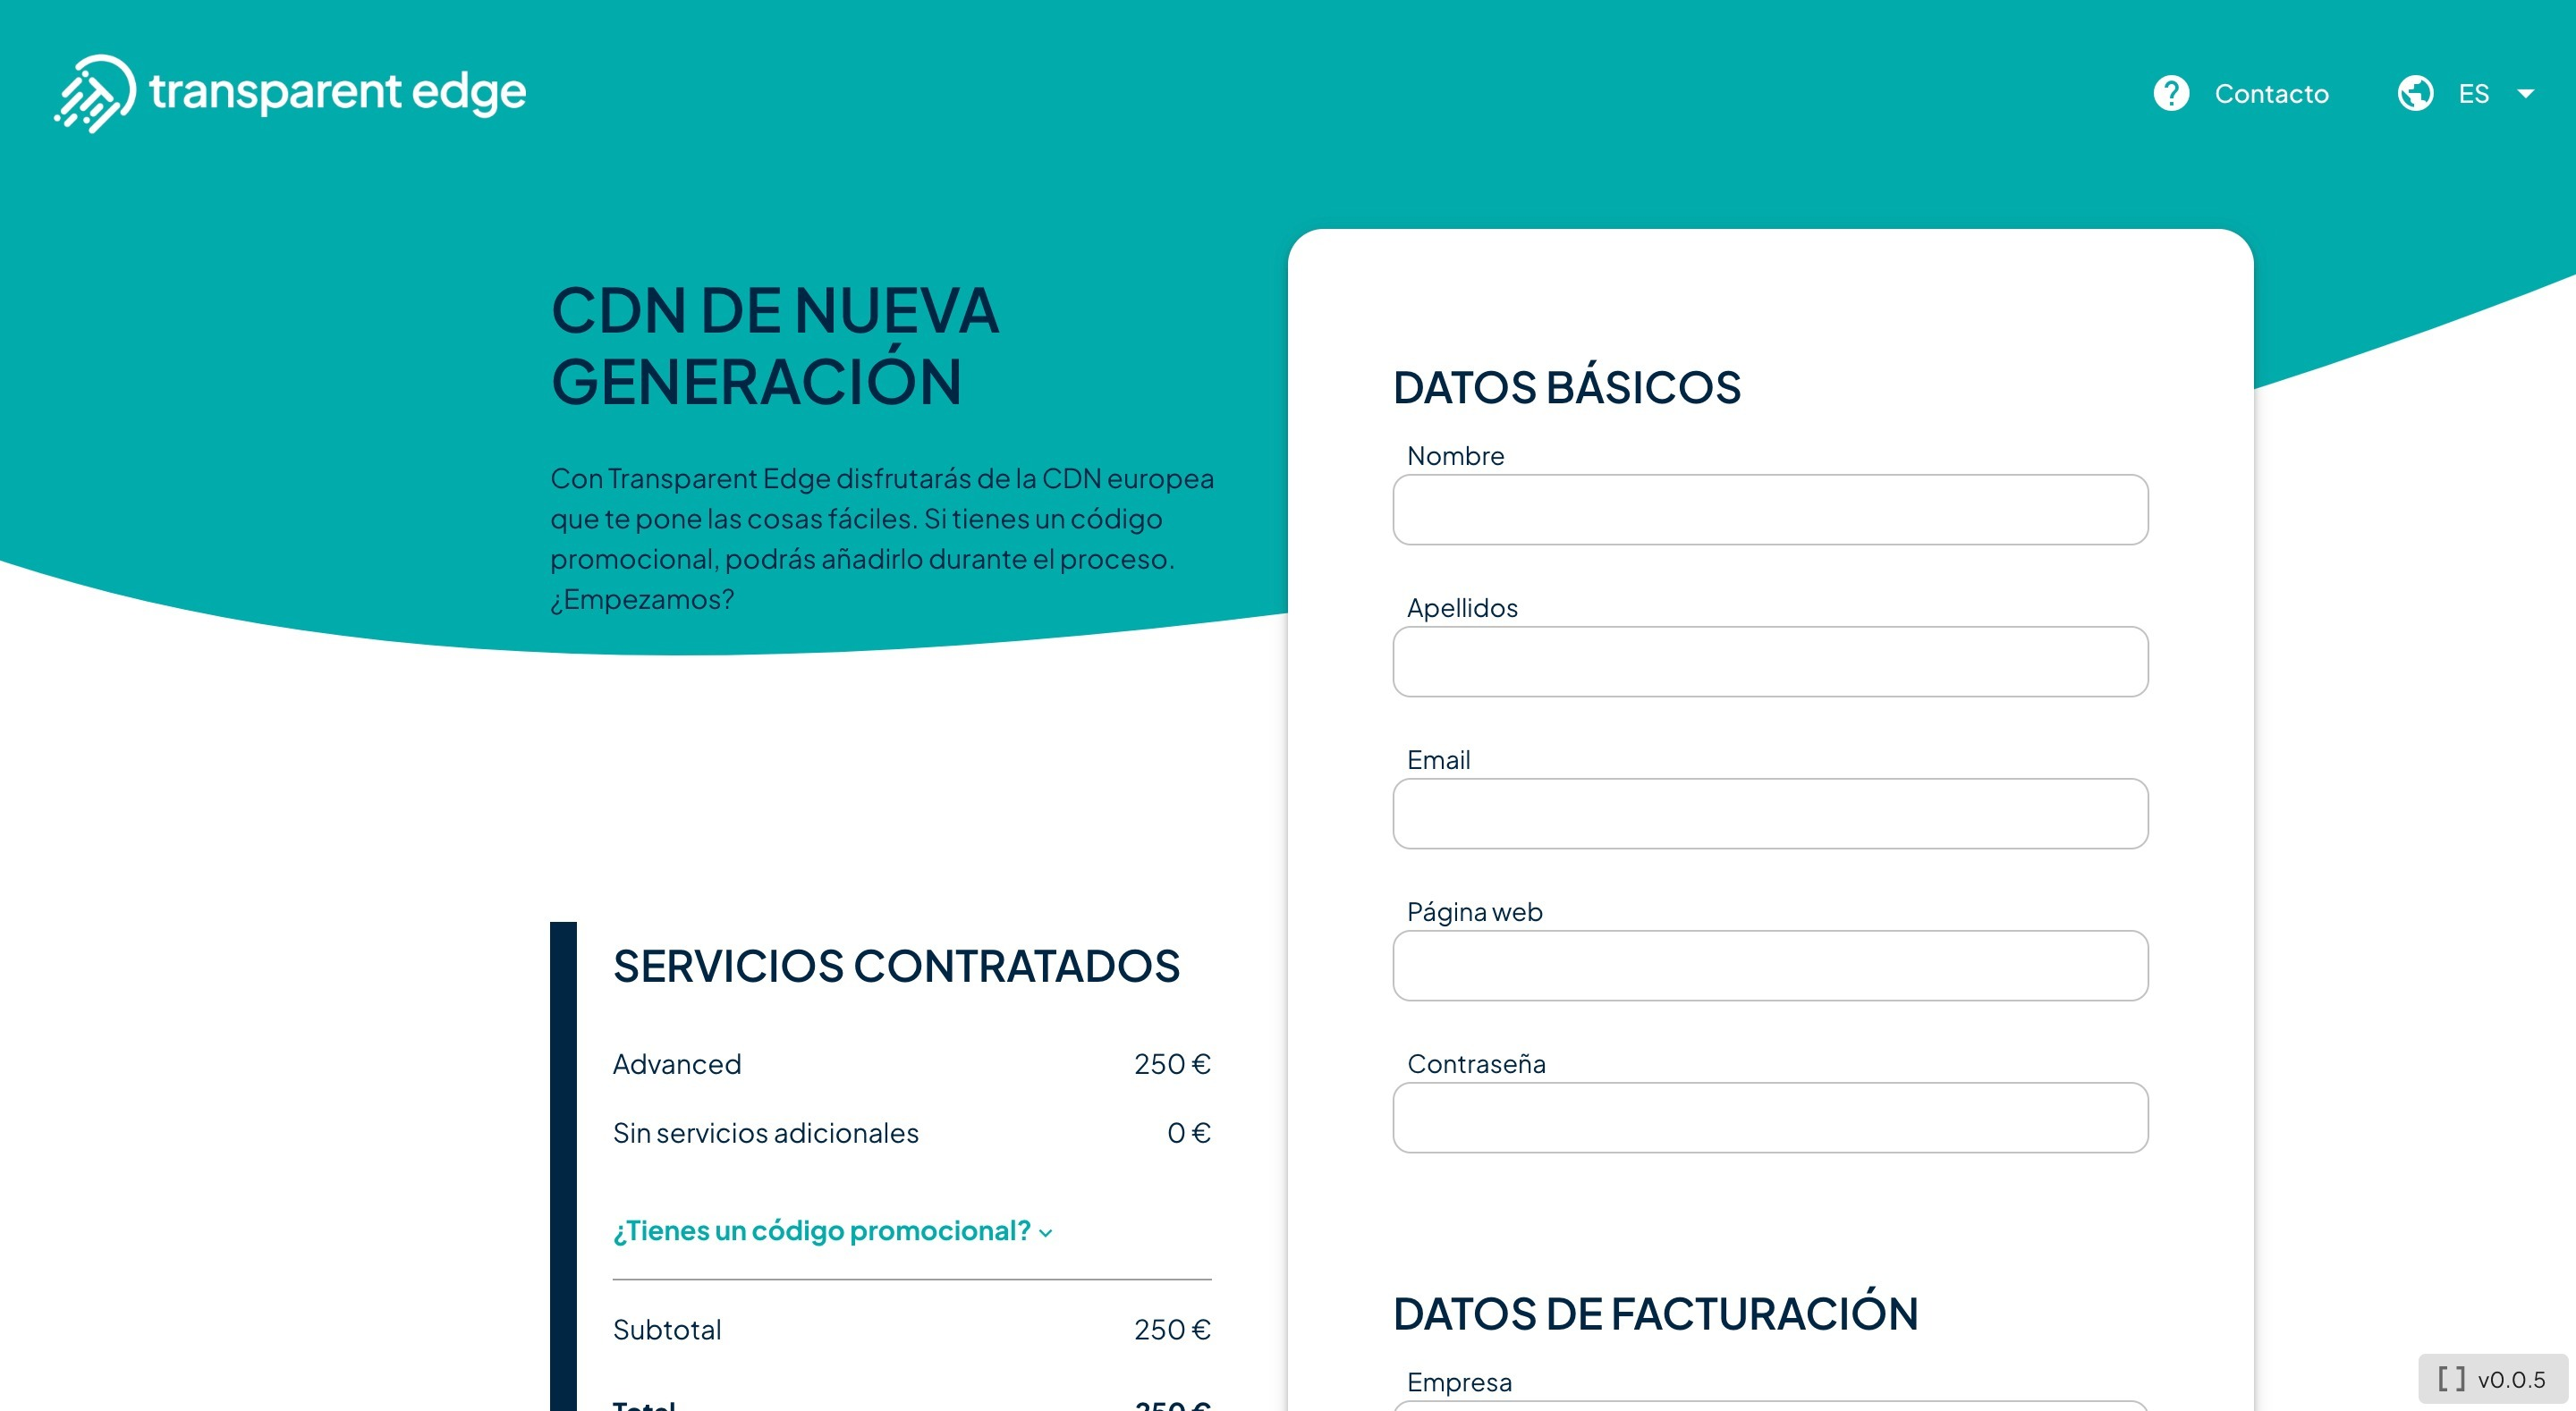 transparent edge
Contacto
ES
CDN DE NUEVA
GENERACIÓN
Con Transparent Edge disfrutarás de la CDN europea
que te pone las cosas fáciles. Si tienes un código
promocional, podrás añadirlo durante el proceso.
¿Empezamos?
SERVICIOS CONTRATADOS
Advanced 250 €
Sin servicios adicionales 0 €
¿Tienes un código promocional?
Subtotal 250 €
Total 250 €
DATOS BÁSICOS
Nombre
Apellidos
Email
Página web
Contraseña
DATOS DE FACTURACIÓN
Empresa
[ ] v0.0.5